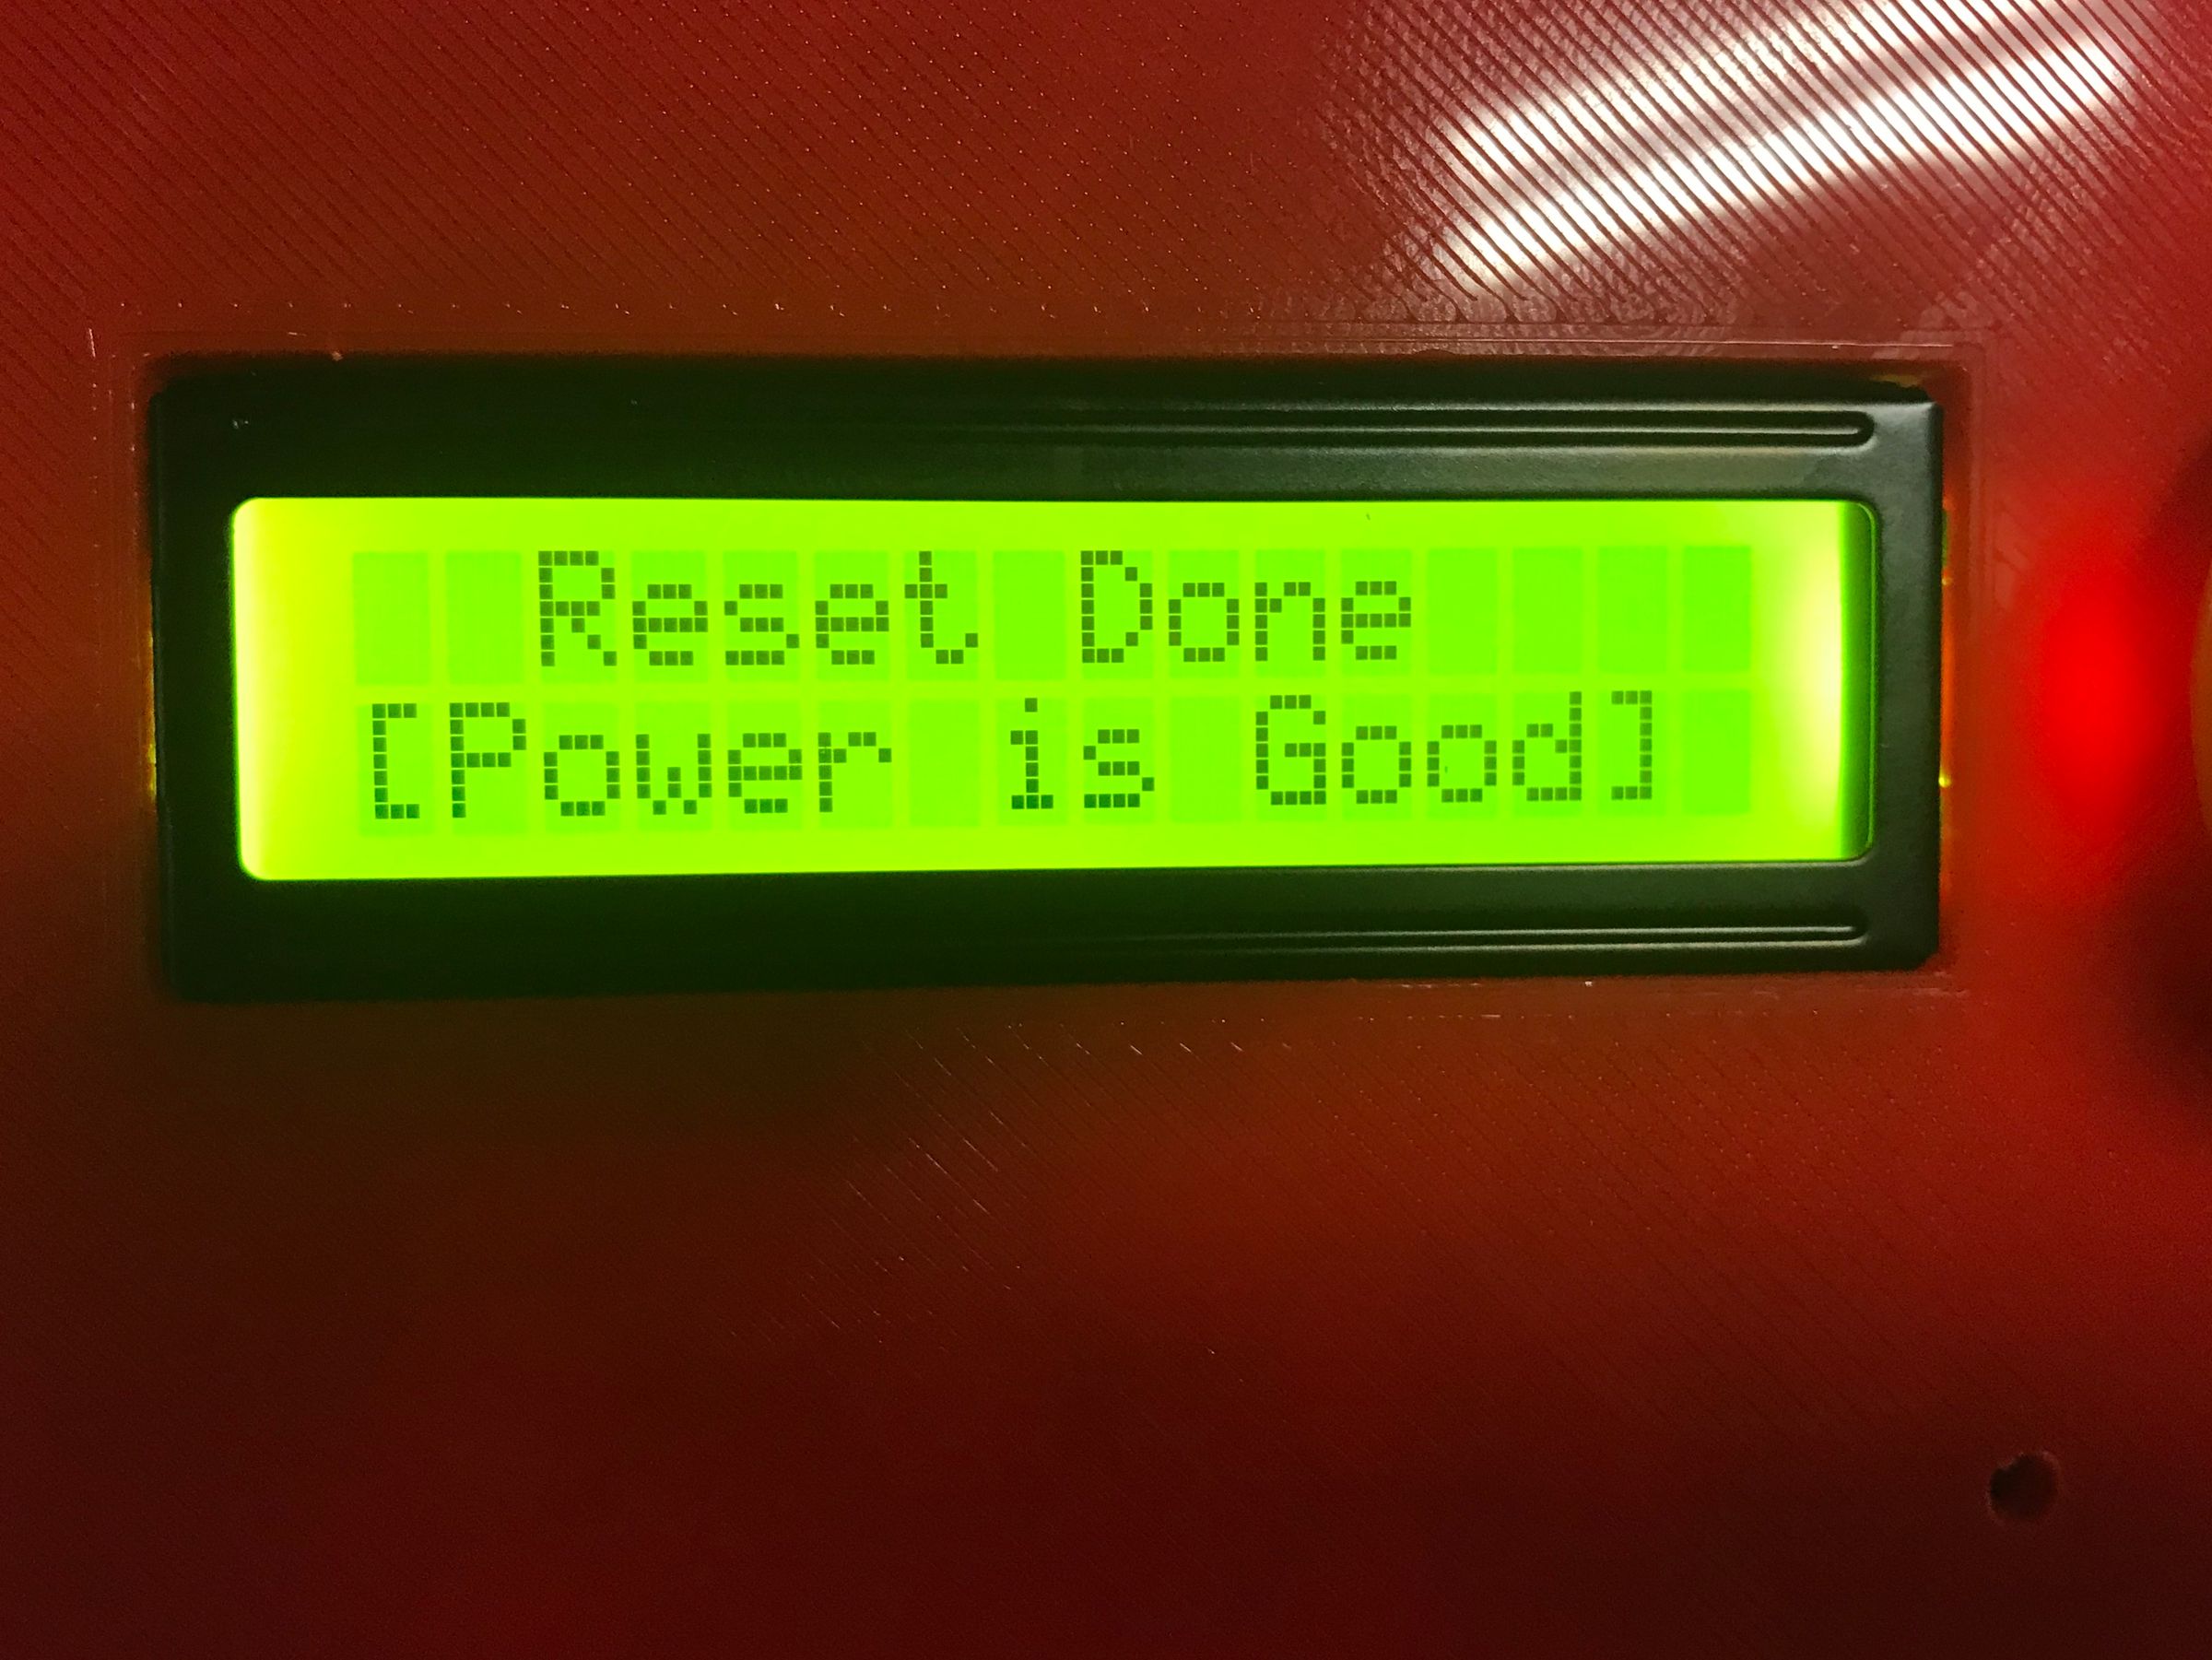 Reset Done
[Power is Good]